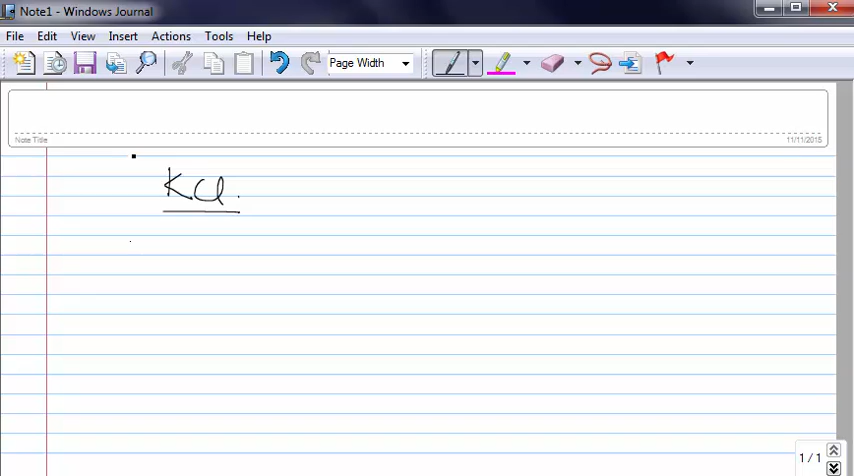 Note1 - Windows Journal
File Edit View Insert Actions Tools Help
Page Width
Note Title 11/11/2015
KCl.
1 / 1